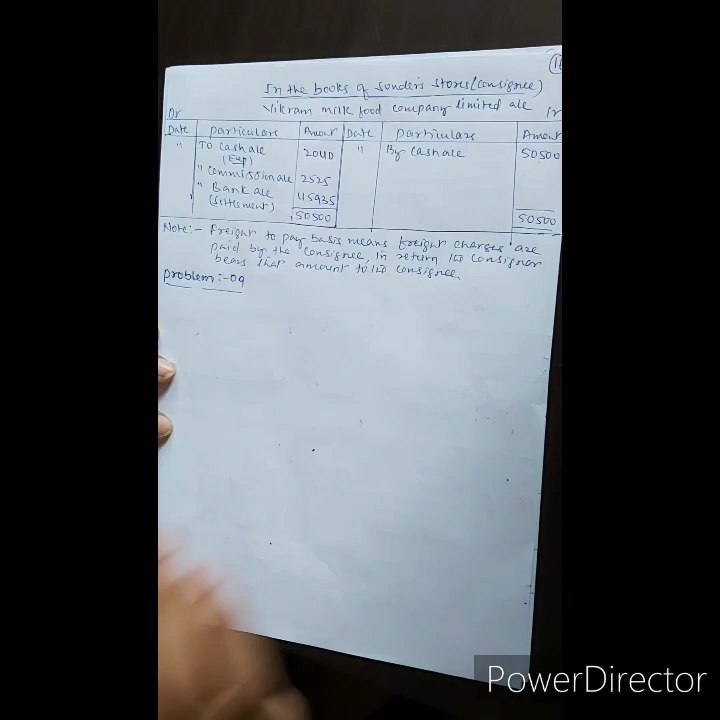 In the books of Sunder's Stores (Consignee)
Vikram milk food company limited a/c
Dr
Date particulars Amount Date particulars Amount
" To Cash a/c 2040 " By Cash a/c 50500
(Exp)
" Commission a/c 2525
" Bank a/c 45935
(Settlement)
50500 50500
Note:- Freight to pay basis means freight charges are
paid by the Consignee, in return the Consignor
bears that amount to the Consignee.
Problem:-09
PowerDirector